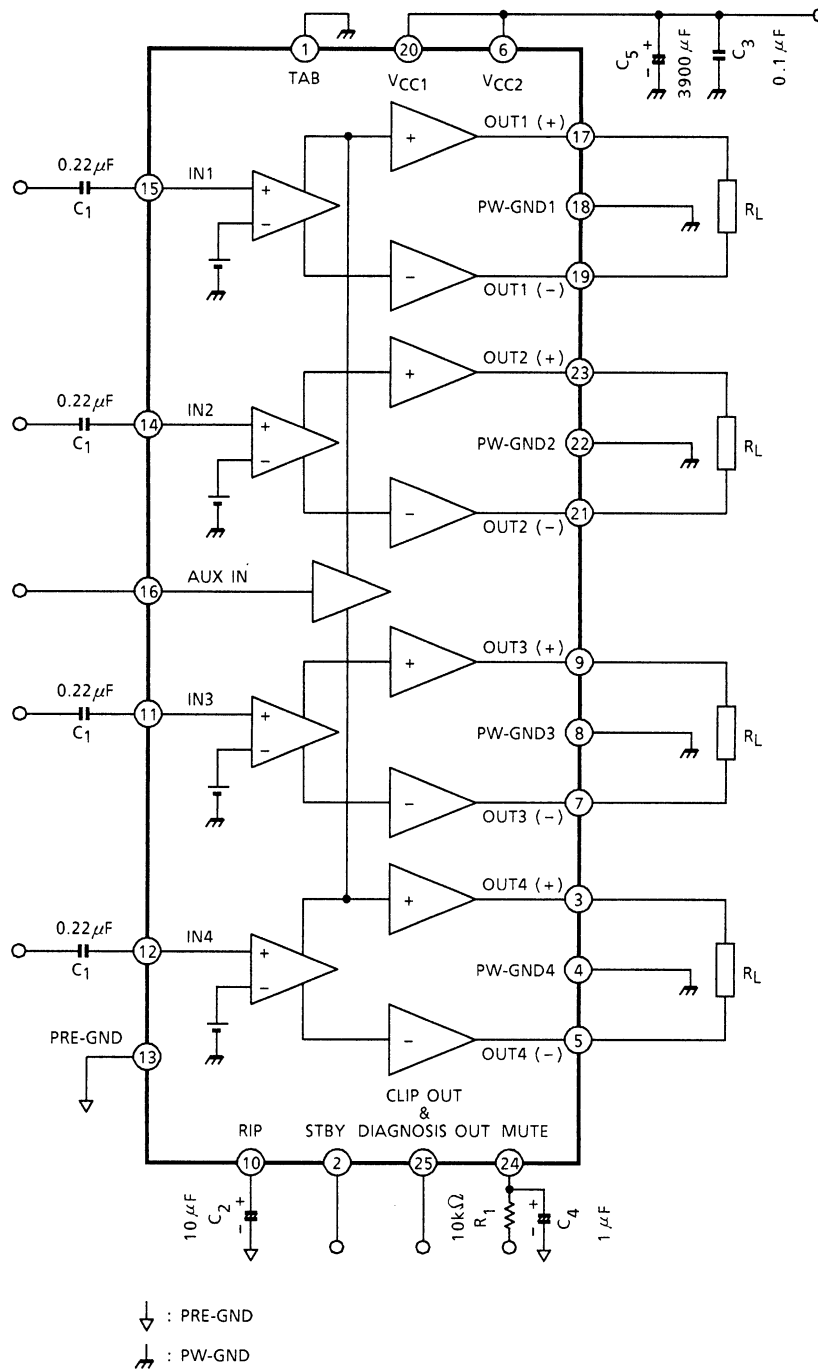 1 20 6
TAB VCC1 VCC2
C5 + - 3900 µF C3 0.1 µF
OUT1 (+) 17
0.22 µF
C1 15 IN1 + -
+
PW-GND1 18 RL
-
OUT1 (-) 19
OUT2 (+) 23
0.22 µF
C1 14 IN2 + -
+
PW-GND2 22 RL
-
OUT2 (-) 21
16 AUX IN
OUT3 (+) 9
0.22 µF
C1 11 IN3 + -
+
PW-GND3 8 RL
-
OUT3 (-) 7
OUT4 (+) 3
0.22 µF
C1 12 IN4 + -
+
PW-GND4 4 RL
-
OUT4 (-) 5
PRE-GND 13
CLIP OUT
&
RIP STBY DIAGNOSIS OUT MUTE
10 2 25 24
10 µF C2 + - 10kΩ R1 + - C4 1 µF
: PRE-GND
: PW-GND